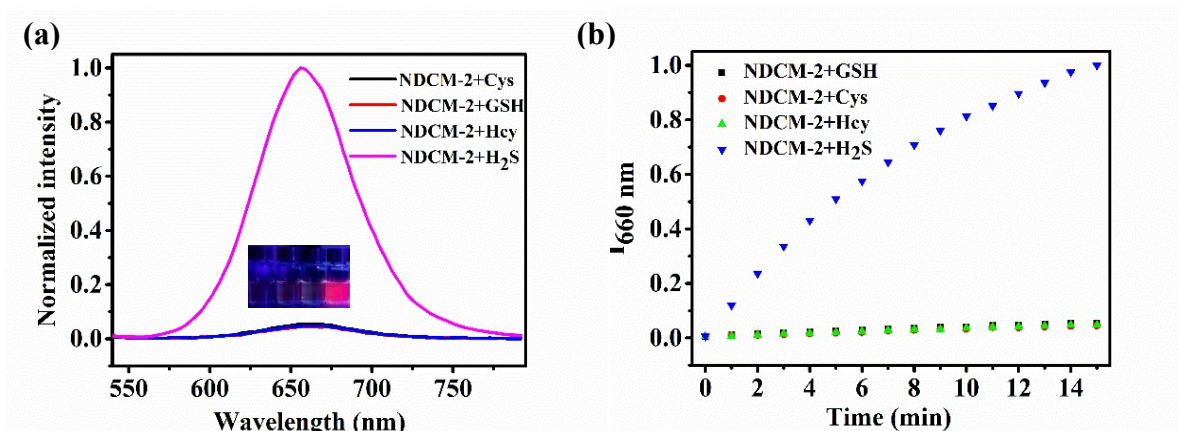 (a)
Normalized intensity
1.0
0.8
0.6
0.4
0.2
0.0
NDCM-2+Cys
NDCM-2+GSH
NDCM-2+Hcy
NDCM-2+H₂S
550
600
650
700
750
Wavelength (nm)
(b)
I₆₆₀ nm
1.0
0.8
0.6
0.4
0.2
0.0
NDCM-2+GSH
NDCM-2+Cys
NDCM-2+Hcy
NDCM-2+H₂S
0
2
4
6
8
10
12
14
Time (min)